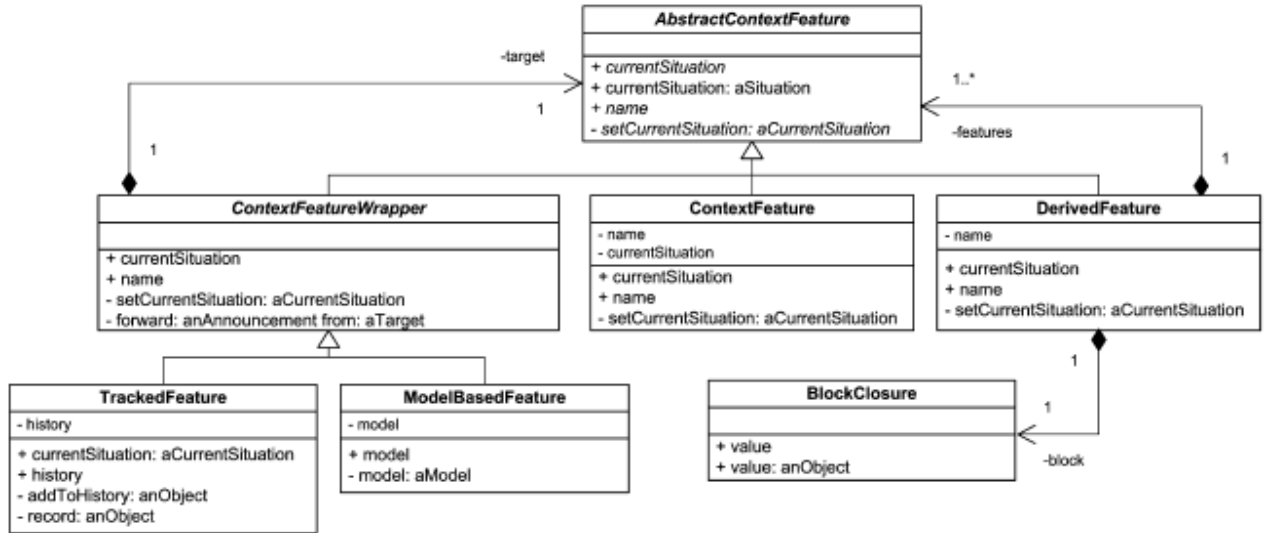 AbstractContextFeature
+ currentSituation
+ currentSituation: aSituation
+ name
- setCurrentSituation: aCurrentSituation
-target
1
1
1..*
-features
1
ContextFeatureWrapper
+ currentSituation
+ name
- setCurrentSituation: aCurrentSituation
- forward: anAnnouncement from: aTarget
ContextFeature
- name
- currentSituation
+ currentSituation
+ name
- setCurrentSituation: aCurrentSituation
DerivedFeature
- name
+ currentSituation
+ name
- setCurrentSituation: aCurrentSituation
TrackedFeature
- history
+ currentSituation: aCurrentSituation
+ history
- addToHistory: anObject
- record: anObject
ModelBasedFeature
- model
+ model
- model: aModel
BlockClosure
+ value
+ value: anObject
1
1
-block